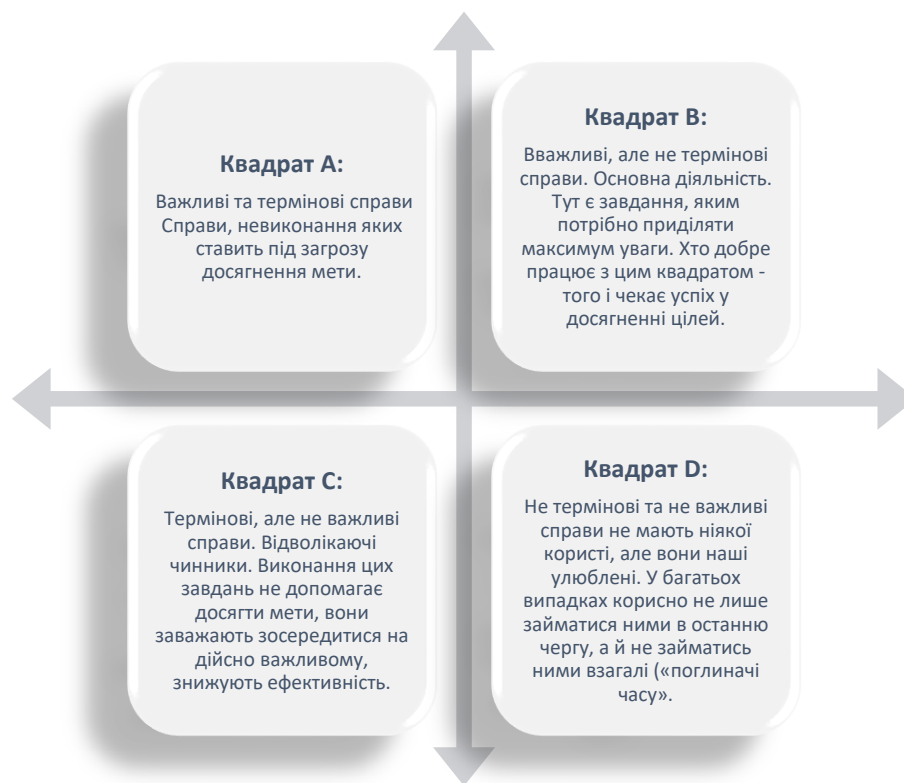 Квадрат A:
Важливі та термінові справи
Справи, невиконання яких
ставить під загрозу
досягнення мети.
Квадрат B:
Вважливі, але не термінові
справи. Основна діяльність.
Тут є завдання, яким
потрібно приділяти
максимум уваги. Хто добре
працює з цим квадратом -
того і чекає успіх у
досягненні цілей.
Квадрат C:
Термінові, але не важливі
справи. Відволікаючі
чинники. Виконання цих
завдань не допомагає
досягти мети, вони
заважають зосередитися на
дійсно важливому,
знижують ефективність.
Квадрат D:
Не термінові та не важливі
справи не мають ніякої
користі, але вони наші
улюблені. У багатьох
випадках корисно не лише
займатися ними в останню
чергу, а й не займатись
ними взагалі («поглиначі
часу».